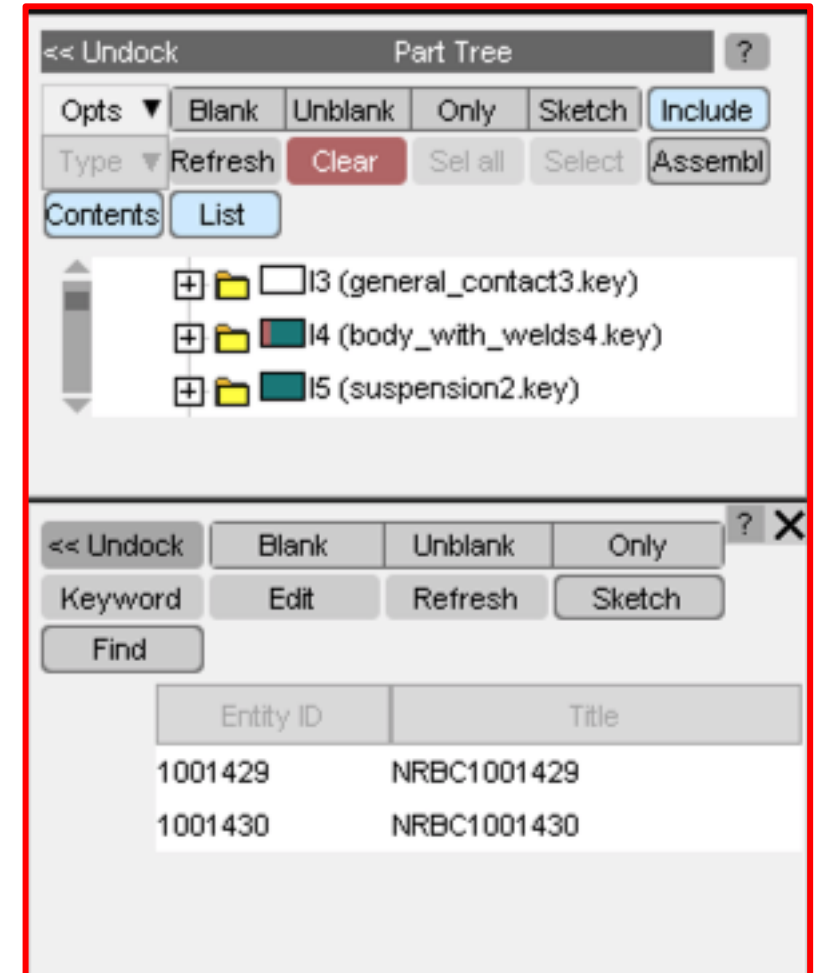 << Undock Part Tree ?
Opts ▼ Blank Unblank Only Sketch Include
Type ▼ Refresh Clear Sel all Select Assembl
Contents List
I3 (general_contact3.key)
I4 (body_with_welds4.key)
I5 (suspension2.key)
<< Undock Blank Unblank Only ? X
Keyword Edit Refresh Sketch
Find
Entity ID Title
1001429 NRBC1001429
1001430 NRBC1001430